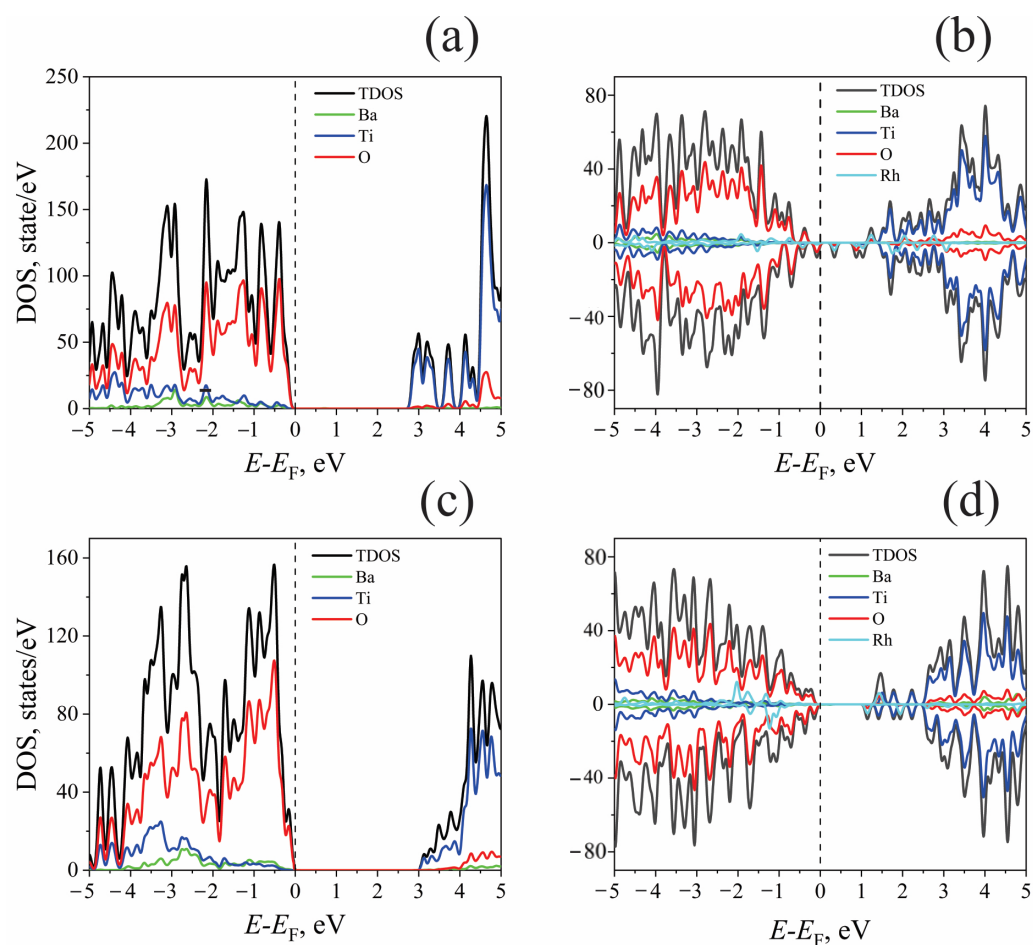 (a)
250
200
150
100
50
0
DOS, state/eV
TDOS
Ba
Ti
O
−5 −4 −3 −2 −1 0 1 2 3 4 5
E-E_F, eV
(b)
80
40
0
−40
−80
TDOS
Ba
Ti
O
Rh
−5 −4 −3 −2 −1 0 1 2 3 4 5
E-E_F, eV
(c)
160
120
80
40
0
DOS, states/eV
TDOS
Ba
Ti
O
−5 −4 −3 −2 −1 0 1 2 3 4 5
E-E_F, eV
(d)
80
40
0
−40
−80
TDOS
Ba
Ti
O
Rh
−5 −4 −3 −2 −1 0 1 2 3 4 5
E-E_F, eV